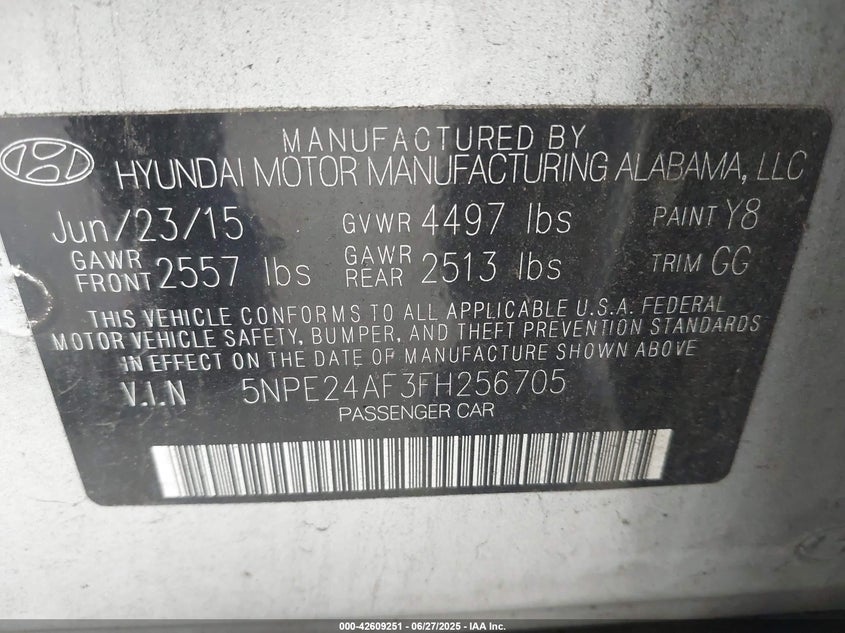 MANUFACTURED BY
HYUNDAI MOTOR MANUFACTURING ALABAMA, LLC
Jun/23/15 GVWR 4497 lbs PAINT Y8
GAWR FRONT 2557 lbs GAWR REAR 2513 lbs TRIM GG
THIS VEHICLE CONFORMS TO ALL APPLICABLE U.S.A. FEDERAL
MOTOR VEHICLE SAFETY, BUMPER, AND THEFT PREVENTION STANDARDS
IN EFFECT ON THE DATE OF MANUFACTURE SHOWN ABOVE
V.I.N 5NPE24AF3FH256705
PASSENGER CAR
000-42609251 - 06/27/2025 - IAA Inc.